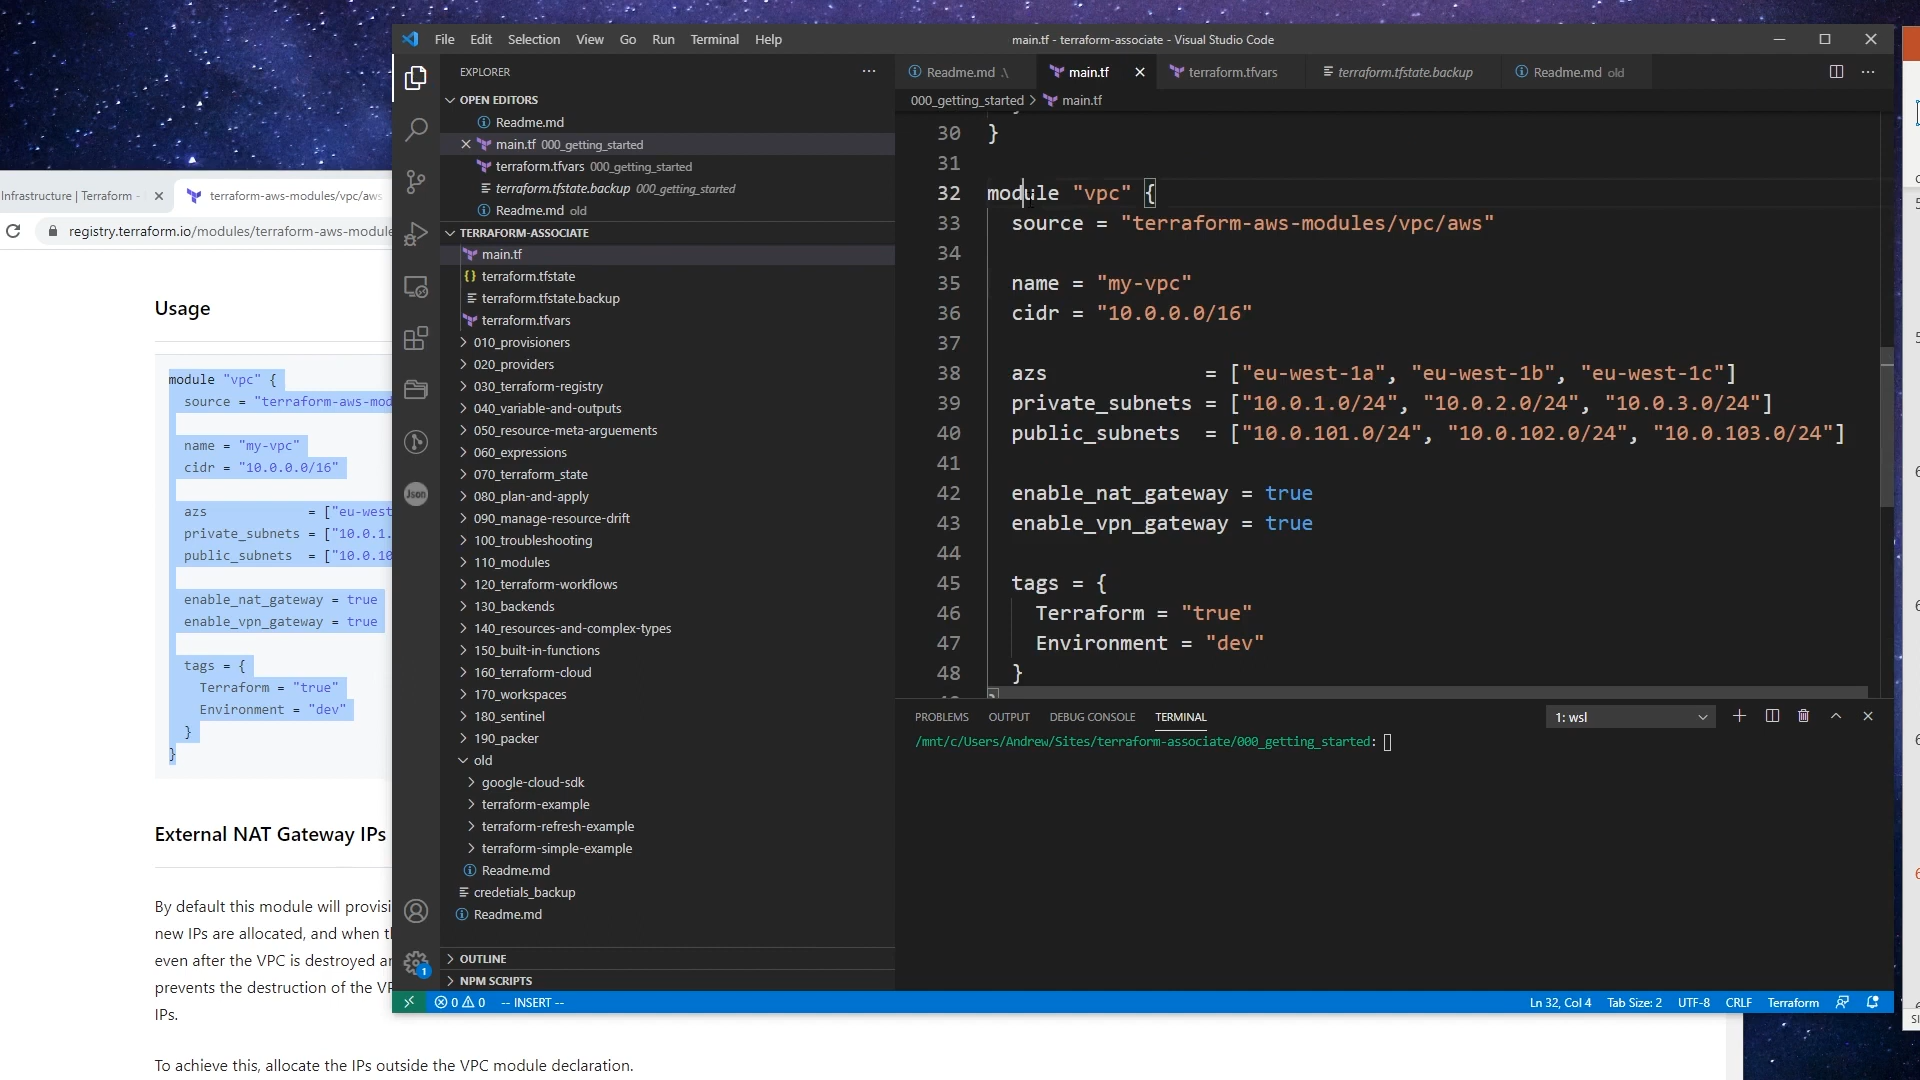 File Edit Selection View Go Run Terminal Help
main.tf - terraform-associate - Visual Studio Code
Infrastructure | Terraform -
terraform-aws-modules/vpc/aws
registry.terraform.io/modules/terraform-aws-module
Usage
module "vpc" {
source = "terraform-aws-mod
name = "my-vpc"
cidr = "10.0.0.0/16"
azs = ["eu-west
private_subnets = ["10.0.1.
public_subnets = ["10.0.10
enable_nat_gateway = true
enable_vpn_gateway = true
tags = {
Terraform = "true"
Environment = "dev"
}
}
External NAT Gateway IPs
By default this module will provisi
new IPs are allocated, and when t
even after the VPC is destroyed a
prevents the destruction of the VP
IPs.
To achieve this, allocate the IPs outside the VPC module declaration.
EXPLORER
OPEN EDITORS
Readme.md
main.tf 000_getting_started
terraform.tfvars 000_getting_started
terraform.tfstate.backup 000_getting_started
Readme.md old
TERRAFORM-ASSOCIATE
main.tf
terraform.tfstate
terraform.tfstate.backup
terraform.tfvars
010_provisioners
020_providers
030_terraform-registry
040_variable-and-outputs
050_resource-meta-arguements
060_expressions
070_terraform_state
080_plan-and-apply
090_manage-resource-drift
100_troubleshooting
110_modules
120_terraform-workflows
130_backends
140_resources-and-complex-types
150_built-in-functions
160_terraform-cloud
170_workspaces
180_sentinel
190_packer
old
google-cloud-sdk
terraform-example
terraform-refresh-example
terraform-simple-example
Readme.md
credetials_backup
Readme.md
OUTLINE
NPM SCRIPTS
Json
1
Readme.md .\
main.tf
terraform.tfvars
terraform.tfstate.backup
Readme.md old
000_getting_started > main.tf
30 }
31
32 module "vpc" {
33 source = "terraform-aws-modules/vpc/aws"
34
35 name = "my-vpc"
36 cidr = "10.0.0.0/16"
37
38 azs = ["eu-west-1a", "eu-west-1b", "eu-west-1c"]
39 private_subnets = ["10.0.1.0/24", "10.0.2.0/24", "10.0.3.0/24"]
40 public_subnets = ["10.0.101.0/24", "10.0.102.0/24", "10.0.103.0/24"]
41
42 enable_nat_gateway = true
43 enable_vpn_gateway = true
44
45 tags = {
46 Terraform = "true"
47 Environment = "dev"
48 }
PROBLEMS OUTPUT DEBUG CONSOLE TERMINAL
1: wsl
/mnt/c/Users/Andrew/Sites/terraform-associate/000_getting_started:
0 0 -- INSERT --
Ln 32, Col 4 Tab Size: 2 UTF-8 CRLF Terraform